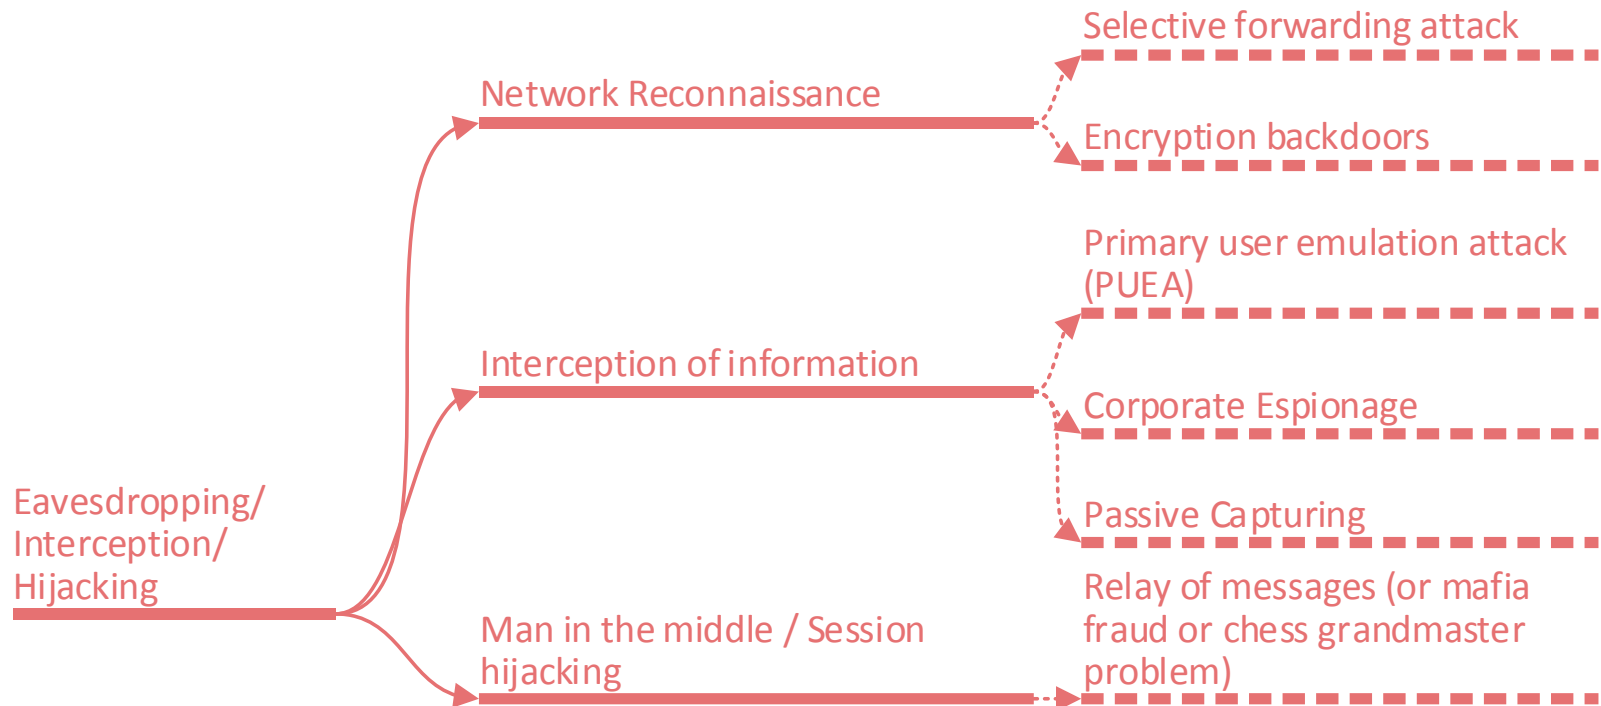 Selective forwarding attack
Network Reconnaissance
Encryption backdoors
Primary user emulation attack
(PUEA)
Interception of information
Corporate Espionage
Eavesdropping/
Interception/
Hijacking
Passive Capturing
Man in the middle / Session
hijacking
Relay of messages (or mafia
fraud or chess grandmaster
problem)